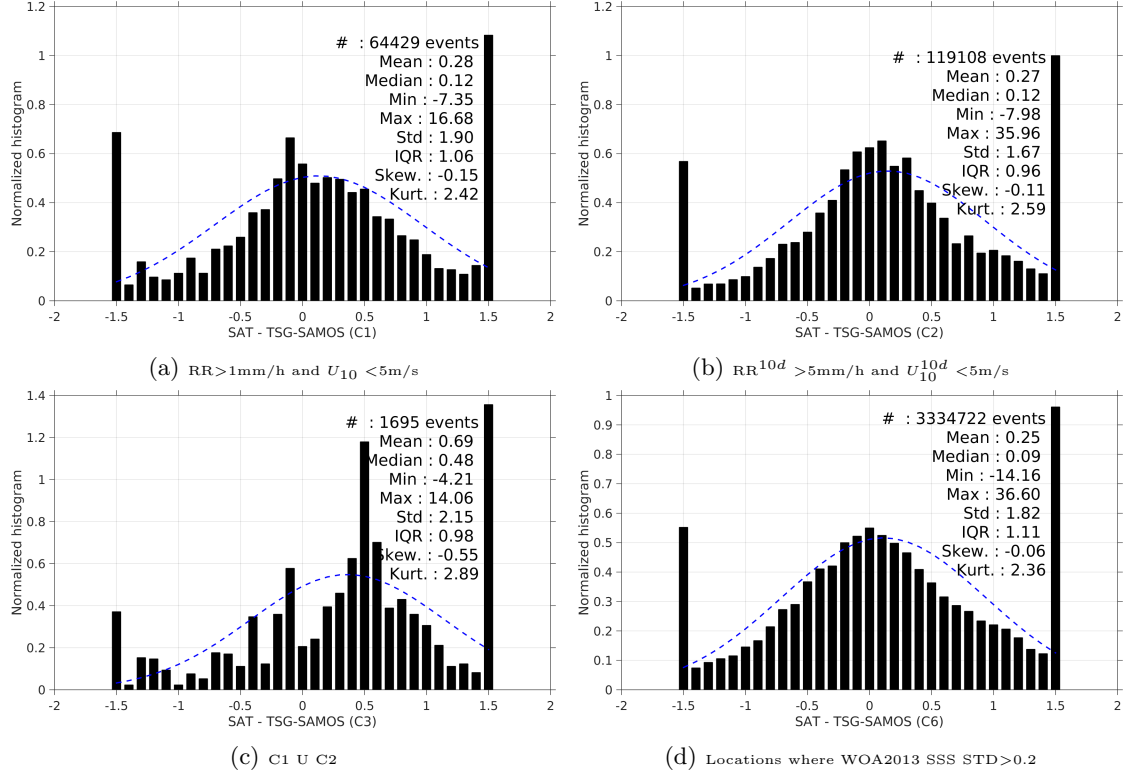 1.2
1
0.8
0.6
0.4
0.2
0
Normalized histogram
# : 64429 events
Mean : 0.28
Median : 0.12
Min : -7.35
Max : 16.68
Std : 1.90
IQR : 1.06
Skew. : -0.15
Kurt. : 2.42
-2 -1.5 -1 -0.5 0 0.5 1 1.5 2
SAT - TSG-SAMOS (C1)
(a) RR>1mm/h and U10 <5m/s
1.2
1
0.8
0.6
0.4
0.2
0
Normalized histogram
# : 119108 events
Mean : 0.27
Median : 0.12
Min : -7.98
Max : 35.96
Std : 1.67
IQR : 0.96
Skew. : -0.11
Kurt. : 2.59
-2 -1.5 -1 -0.5 0 0.5 1 1.5 2
SAT - TSG-SAMOS (C2)
(b) RR^10d >5mm/h and U10^10d <5m/s
1.4
1.2
1
0.8
0.6
0.4
0.2
0
Normalized histogram
# : 1695 events
Mean : 0.69
Median : 0.48
Min : -4.21
Max : 14.06
Std : 2.15
IQR : 0.98
Skew. : -0.55
Kurt. : 2.89
-2 -1.5 -1 -0.5 0 0.5 1 1.5 2
SAT - TSG-SAMOS (C3)
(c) C1 U C2
1
0.9
0.8
0.7
0.6
0.5
0.4
0.3
0.2
0.1
0
Normalized histogram
# : 3334722 events
Mean : 0.25
Median : 0.09
Min : -14.16
Max : 36.60
Std : 1.82
IQR : 1.11
Skew. : -0.06
Kurt. : 2.36
-2 -1.5 -1 -0.5 0 0.5 1 1.5 2
SAT - TSG-SAMOS (C6)
(d) Locations where WOA2013 SSS STD>0.2